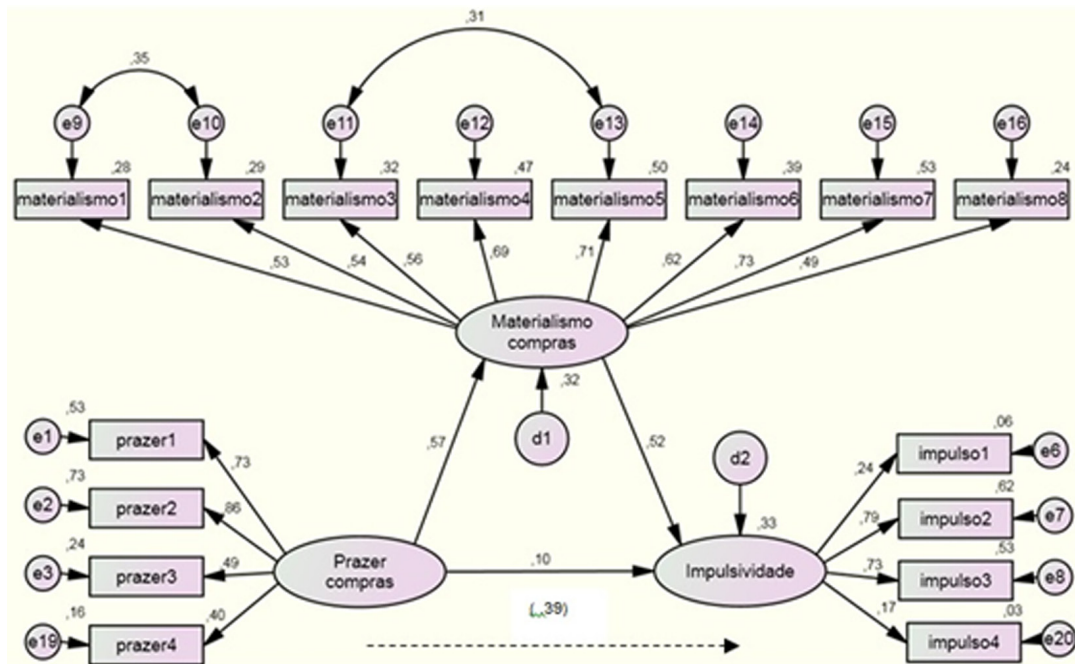 ,31
,35
e9
e10
e11
e12
e13
e14
e15
e16
,28
,29
,32
,47
,50
,39
,53
,24
materialismo1
materialismo2
materialismo3
materialismo4
materialismo5
materialismo6
materialismo7
materialismo8
,53
,54
,56
,69
,71
,62
,73
,49
Materialismo
compras
,32
d1
,57
,52
d2
,33
,53
e1
prazer1
,73
,73
e2
prazer2
,86
,24
e3
prazer3
,49
,16
e19
prazer4
,40
Prazer
compras
,10
Impulsividade
(,39)
,06
impulso1
e6
,24
,62
impulso2
e7
,79
,53
impulso3
e8
,73
,03
impulso4
e20
,17